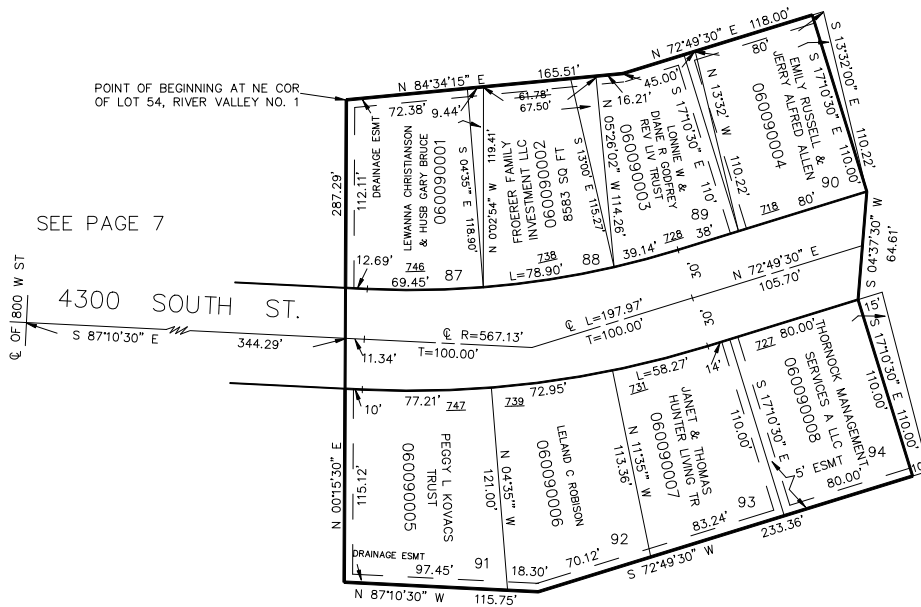 N 72°49'30" E 118.00'
S 13°32'00" E 110.22'
POINT OF BEGINNING AT NE COR
OF LOT 54, RIVER VALLEY NO. 1
N 84°34'15" E 165.51'
72.38'
9.44'
61.78'
67.50'
16.21'
45.00'
80'
287.29'
112.11'
DRAINAGE ESMT
LEWANNA CHRISTIANSON
& HUSB GARY BRUCE
060090001
S 04°35" E 118.90'
N 0°02'54" W 119.41'
FROERER FAMILY
INVESTMENT LLC
060090002
8583 SQ FT
S 13°00' E 115.27'
N 05°26'02" W 114.26'
LONNIE W &
DIANE R GODFREY
REV LIV TRUST
060090003
S 17°10'30" E 110'
N 13°32' W 110.22'
EMILY RUSSELL &
JERRY ALFRED ALLEN
060090004
S 17°10'30" E 110.00'
90
89
718 80'
SEE PAGE 7
12.69'
746
69.45'
87
738
L=78.90'
88
39.14'
728
38'
S 04°37'30" W
64.61'
30'
N 72°49'30" E
105.70'
4300 SOUTH ST.
℄ OF 1800 W ST
S 87°10'30" E
344.29'
11.34'
℄ R=567.13'
T=100.00'
℄ L=197.97'
T=100.00'
30'
15'
10'
77.21'
747
739
72.95'
731
L=58.27'
14'
727
80.00'
N 00°15'30" E
115.12'
PEGGY L KOVACS
TRUST
060090005
N 04°35" W
121.00'
LELAND C ROBISON
060090006
N 11°35" W
113.36'
JANET & THOMAS
HUNTER LIVING TR
060090007
110.00'
S 17°10'30" E
THORNOCK MANAGEMENT
SERVICES A LLC
060090008
S 17°10'30" E
110.00'
110.00'
94
10'
5' ESMT
80.00'
93
83.24'
233.36'
92
70.12'
S 72°49'30" W
91
18.30'
DRAINAGE ESMT
97.45'
N 87°10'30" W 115.75'